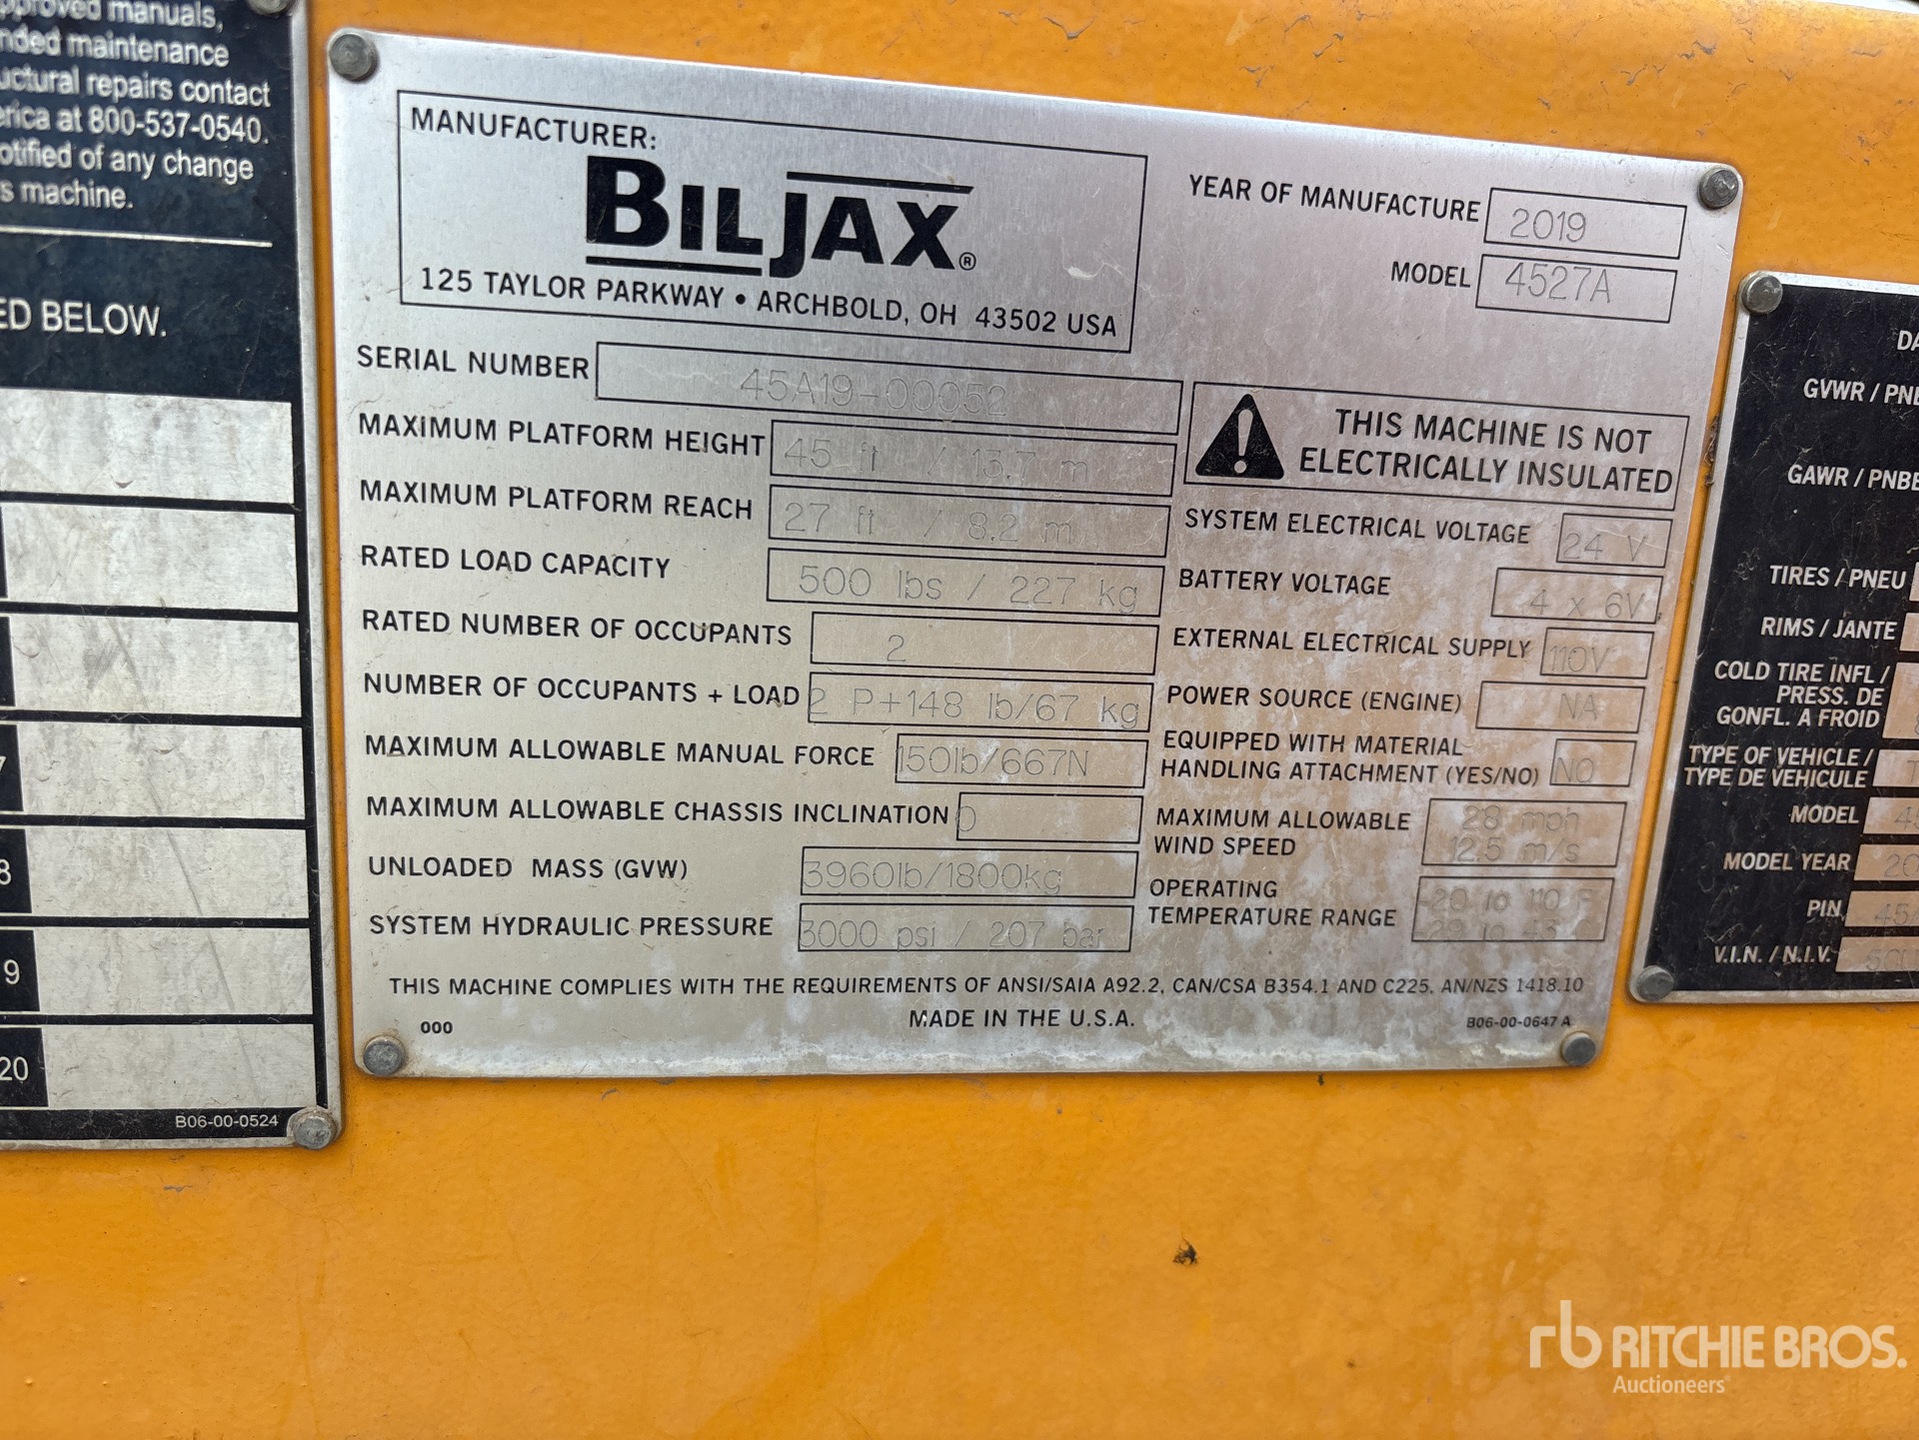 pproved manuals,
nded maintenance
uctural repairs contact
erica at 800-537-0540.
otified of any change
s machine.
ED BELOW.
7
8
9
20
B06-00-0524
MANUFACTURER:
BILJAX®
125 TAYLOR PARKWAY • ARCHBOLD, OH 43502 USA
YEAR OF MANUFACTURE 2019
MODEL 4527A
SERIAL NUMBER 45A19-00052
MAXIMUM PLATFORM HEIGHT 45 ft / 13.7 m
MAXIMUM PLATFORM REACH 27 ft / 8.2 m
RATED LOAD CAPACITY 500 lbs / 227 kg
RATED NUMBER OF OCCUPANTS 2
NUMBER OF OCCUPANTS + LOAD 2 P+148 lb/67 kg
MAXIMUM ALLOWABLE MANUAL FORCE 150lb/667N
MAXIMUM ALLOWABLE CHASSIS INCLINATION 0
UNLOADED MASS (GVW) 3960lb/1800kg
SYSTEM HYDRAULIC PRESSURE 3000 psi / 207 bar
THIS MACHINE IS NOT
ELECTRICALLY INSULATED
SYSTEM ELECTRICAL VOLTAGE 24 V
BATTERY VOLTAGE 4 x 6V
EXTERNAL ELECTRICAL SUPPLY 110V
POWER SOURCE (ENGINE) NA
EQUIPPED WITH MATERIAL
HANDLING ATTACHMENT (YES/NO) NO
MAXIMUM ALLOWABLE 28 mph
WIND SPEED 12.5 m/s
OPERATING -20 to 110 F
TEMPERATURE RANGE
THIS MACHINE COMPLIES WITH THE REQUIREMENTS OF ANSI/SAIA A92.2, CAN/CSA B354.1 AND C225, AN/NZS 1418.10
MADE IN THE U.S.A.
000
B06-00-0647 A
DA
GVWR / PNB
GAWR / PNBE
TIRES / PNEU
RIMS / JANTE
COLD TIRE INFL /
PRESS. DE
GONFL. A FROID
TYPE OF VEHICLE /
TYPE DE VEHICULE
MODEL 45
MODEL YEAR 20
PIN 45
V.I.N. / N.I.V.
rb RITCHIE BROS.
Auctioneers